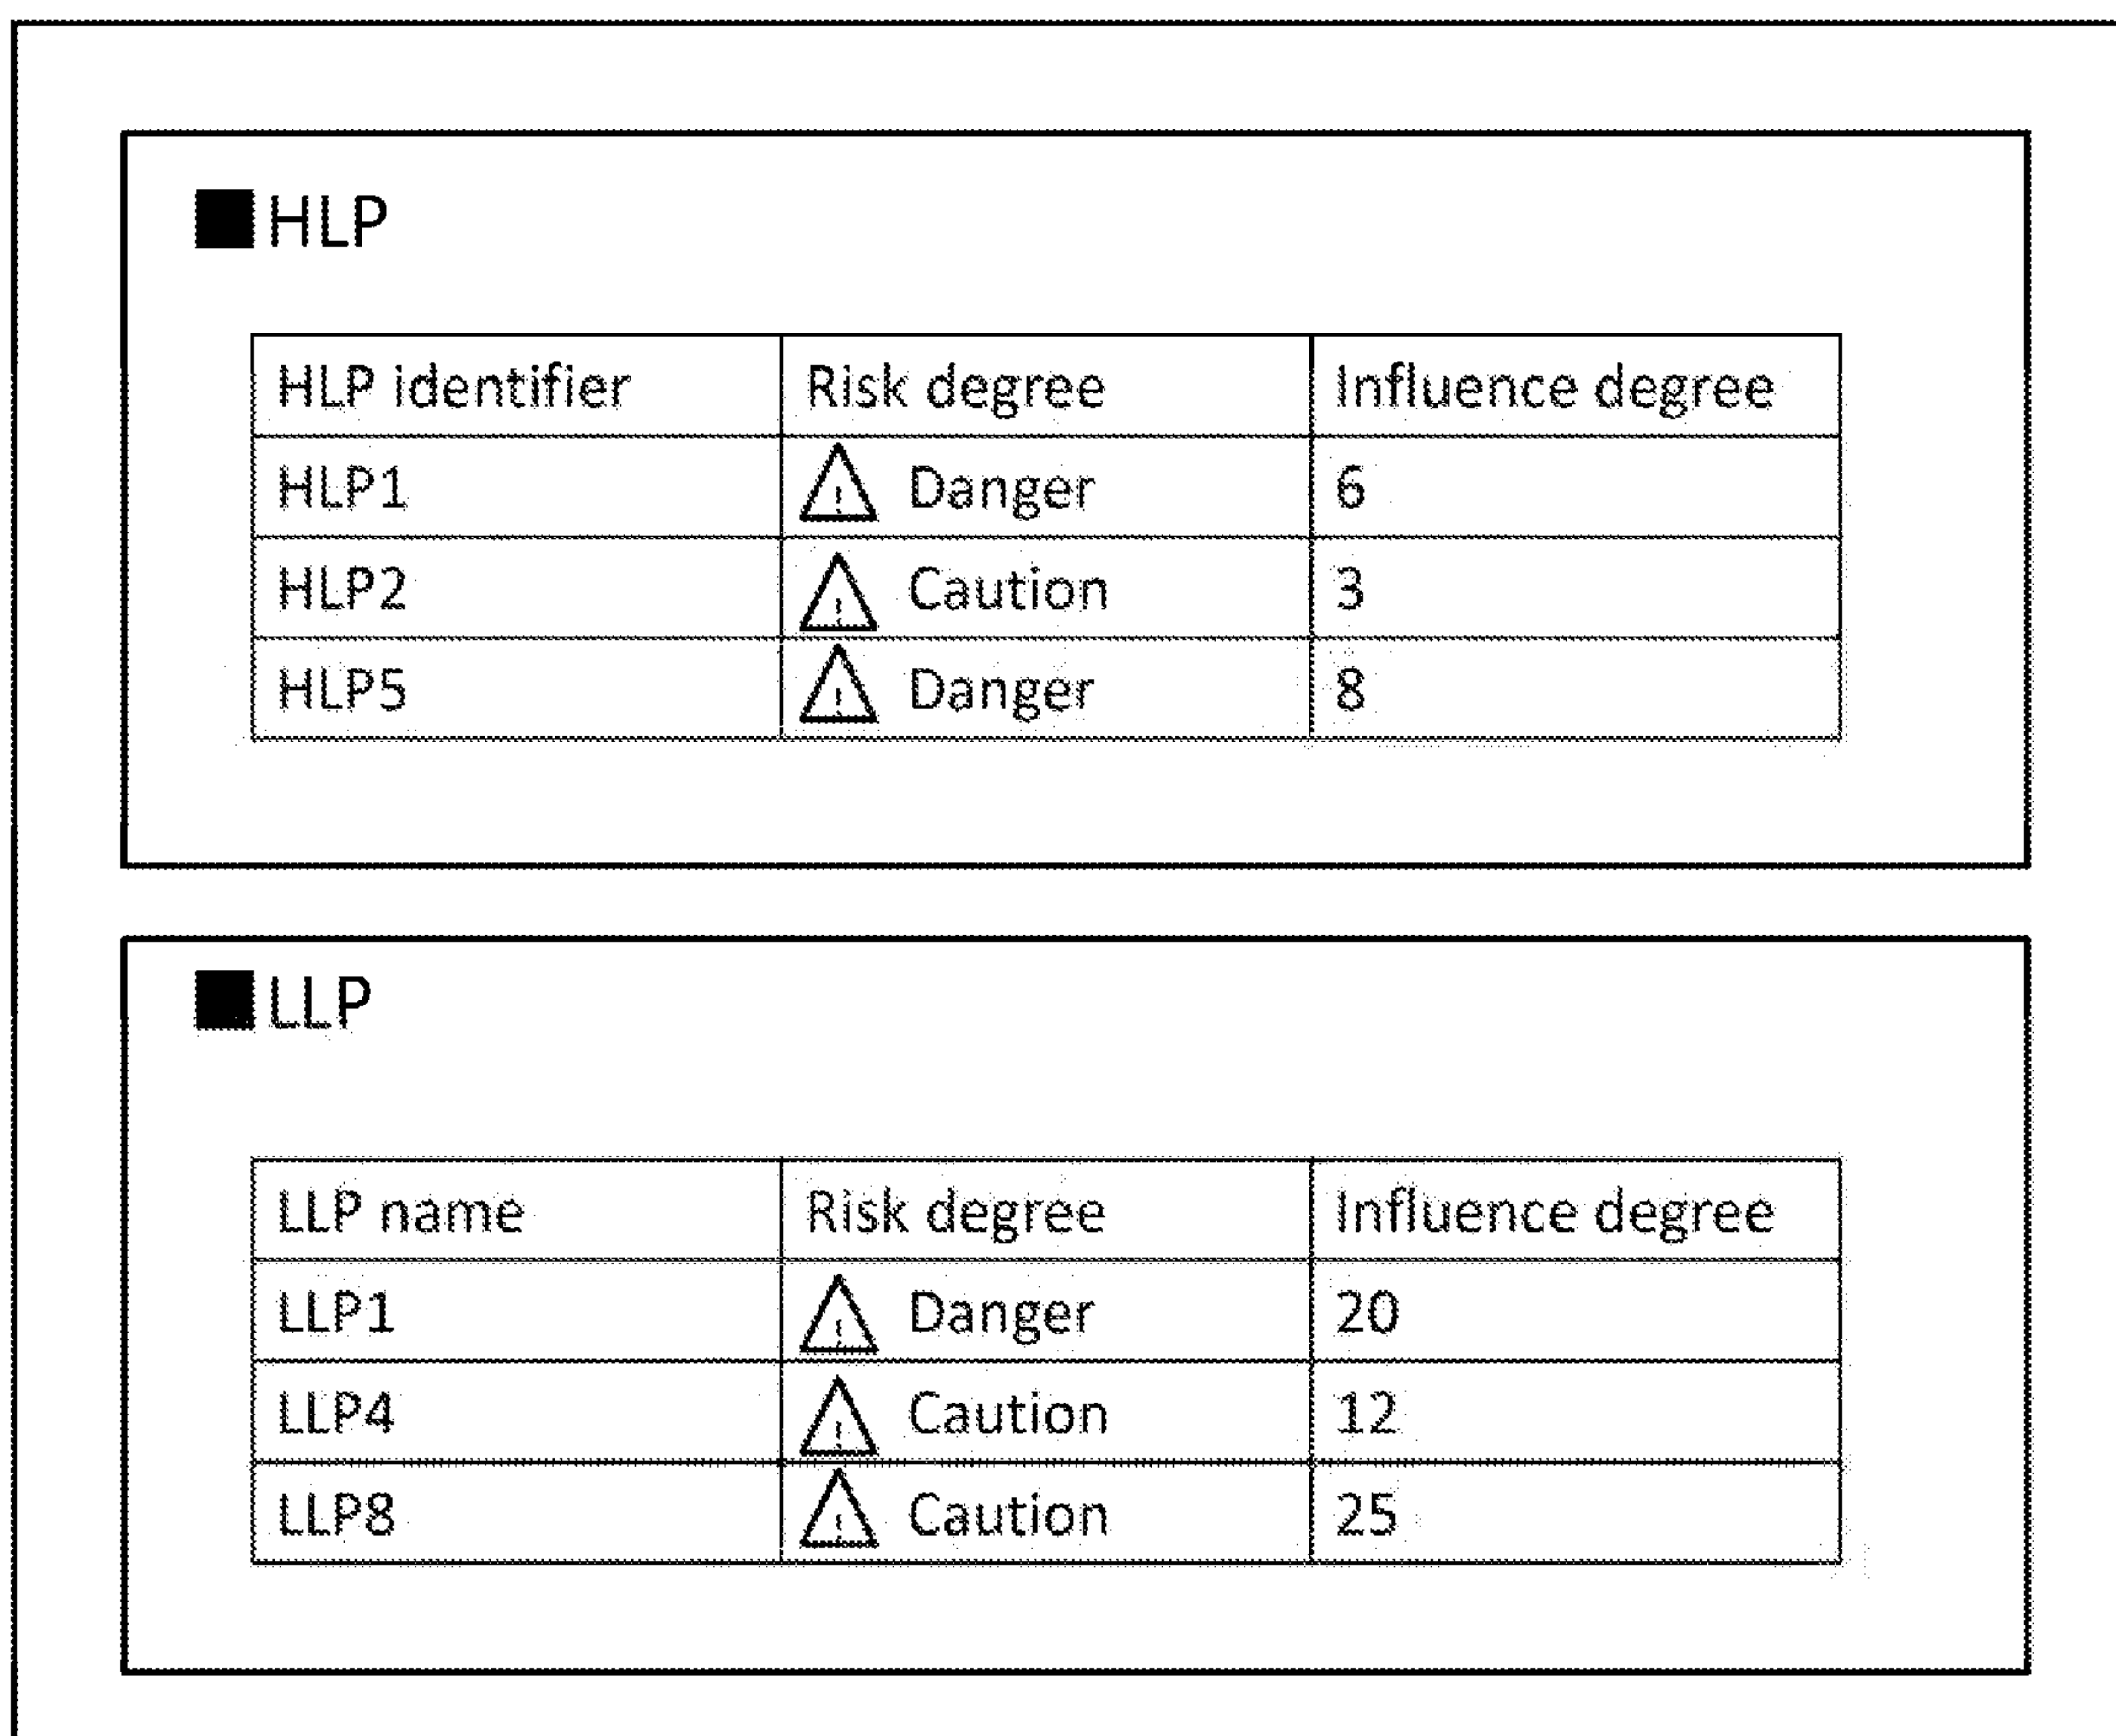 ■HLP
HLP identifier Risk degree Influence degree
HLP1 Danger 6
HLP2 Caution 3
HLP5 Danger 8
■LLP
LLP name Risk degree Influence degree
LLP1 Danger 20
LLP4 Caution 12
LLP8 Caution 25